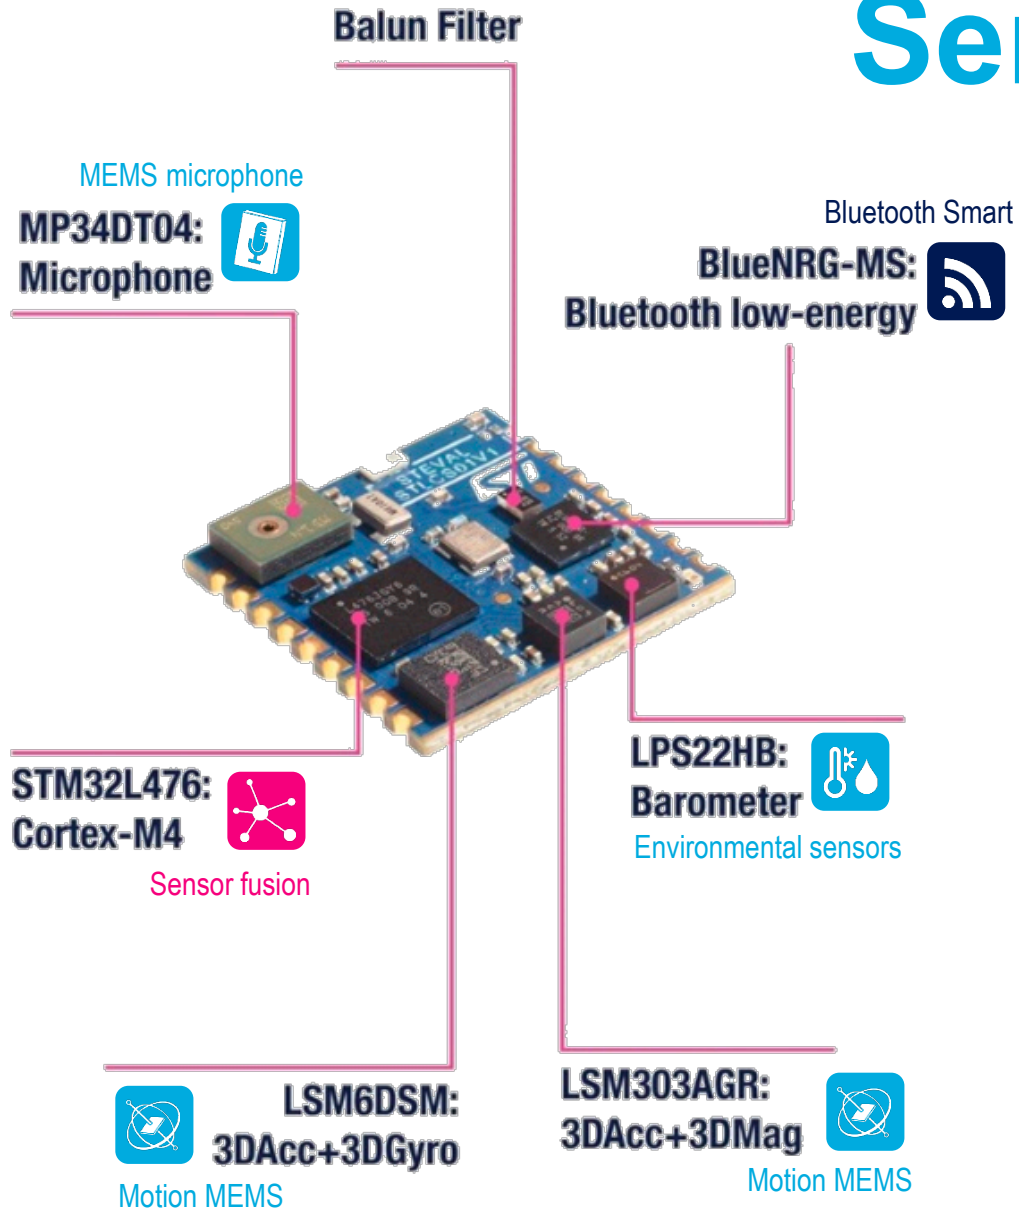 Balun Filter
Se
MEMS microphone
MP34DT04:
Microphone
Bluetooth Smart
BlueNRG-MS:
Bluetooth low-energy
STEVAL
STLCS01V1
STM32L476:
Cortex-M4
Sensor fusion
LPS22HB:
Barometer
Environmental sensors
LSM6DSM:
3DAcc+3DGyro
Motion MEMS
LSM303AGR:
3DAcc+3DMag
Motion MEMS